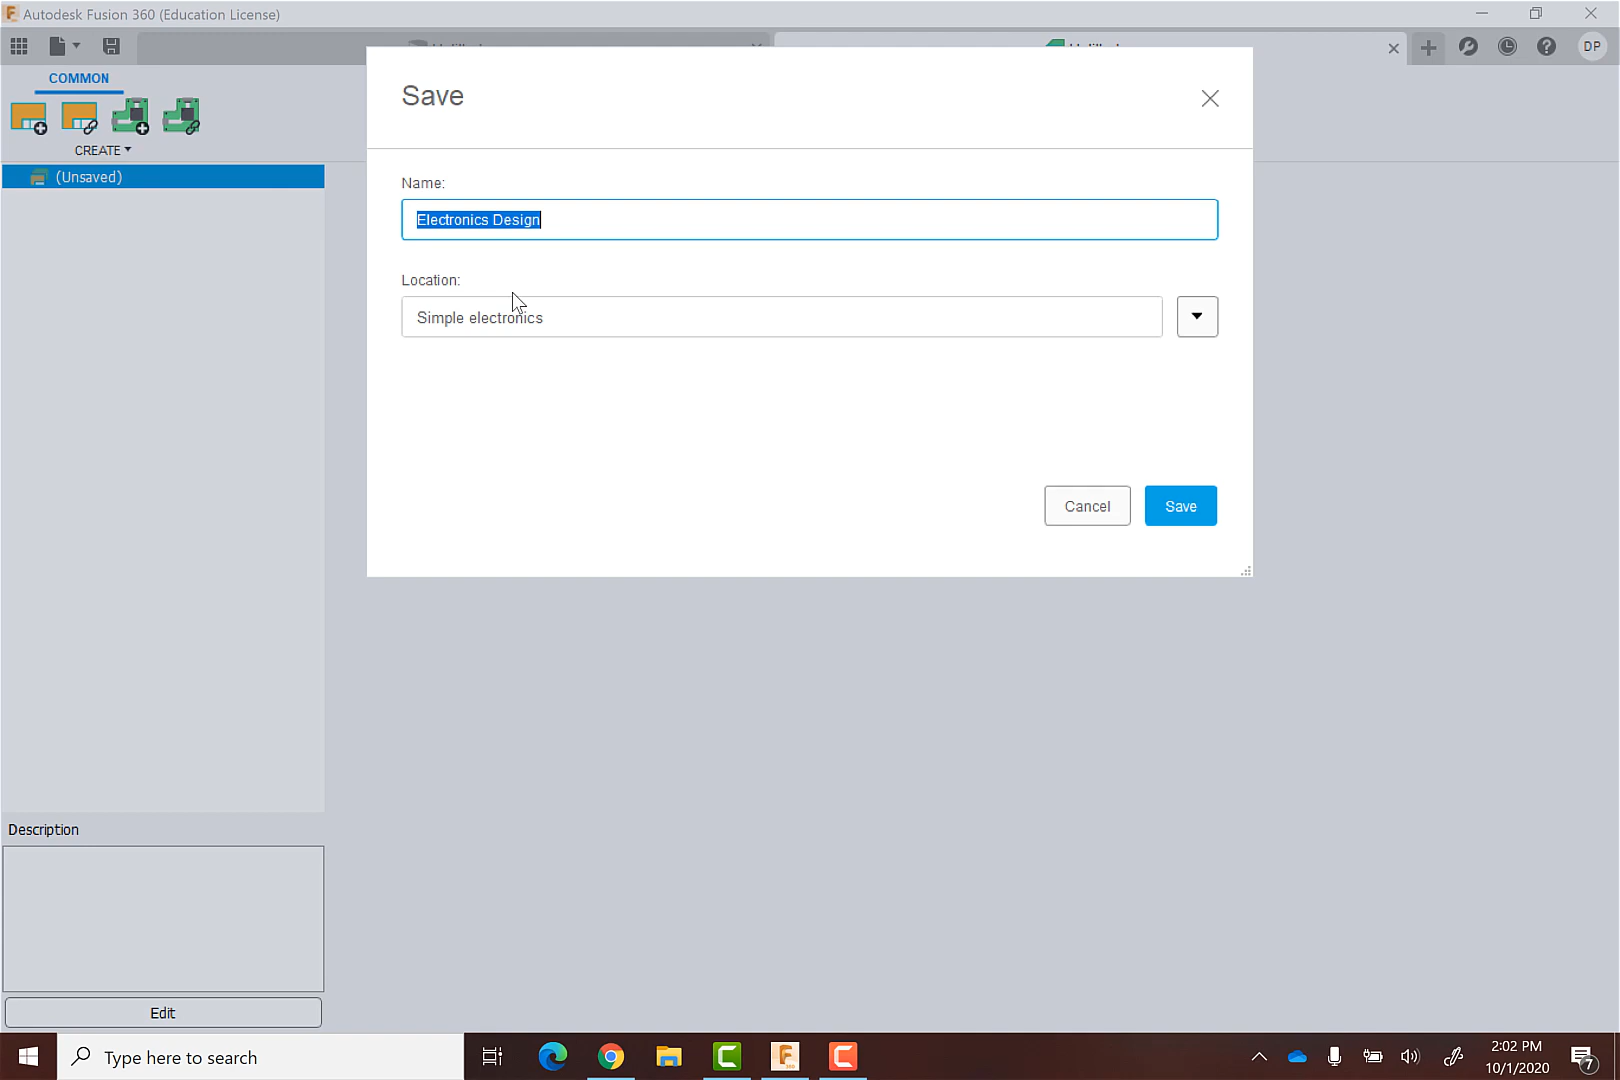 Autodesk Fusion 360 (Education License)
DP
COMMON
CREATE
(Unsaved)
Save
Name:
Electronics Design
Location:
Simple electronics
Cancel
Save
Description
Edit
Type here to search
2:02 PM
10/1/2020
7